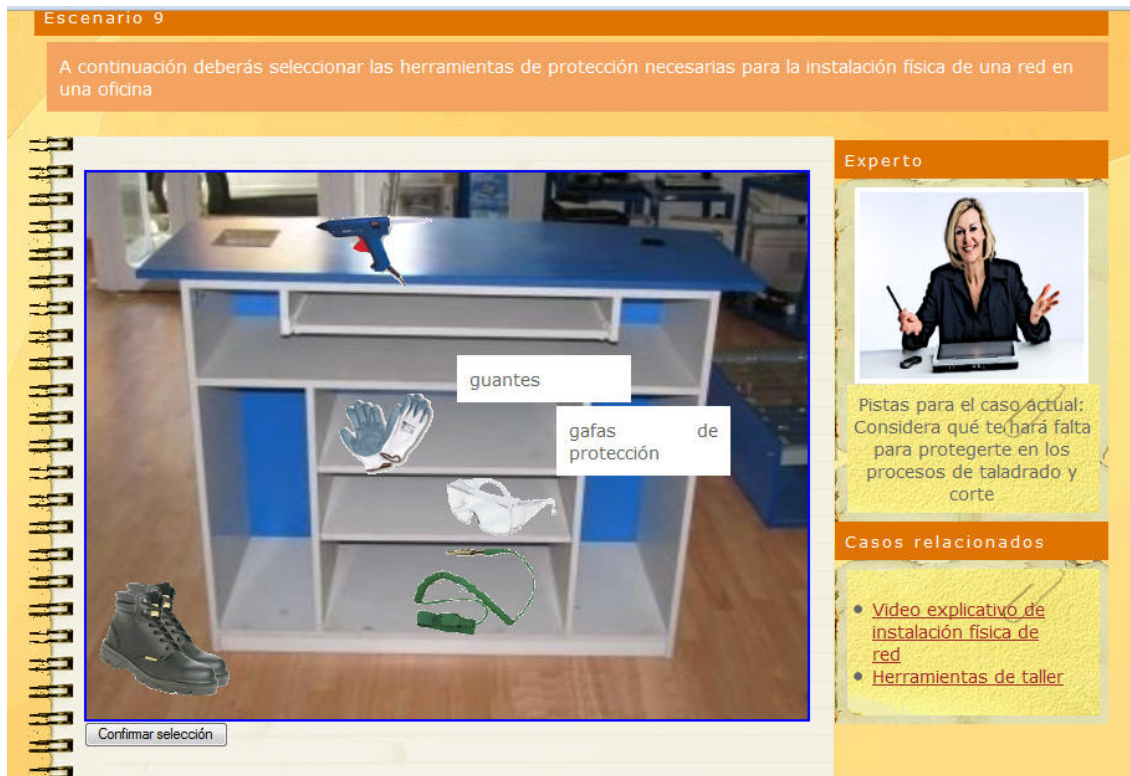 Escenario 9
A continuación deberás seleccionar las herramientas de protección necesarias para la instalación física de una red en
una oficina
guantes
gafas de
protección
Confirmar selección
Experto
Pistas para el caso actual:
Considera qué te hará falta
para protegerte en los
procesos de taladrado y
corte
Casos relacionados
Video explicativo de
instalación física de
red
Herramientas de taller